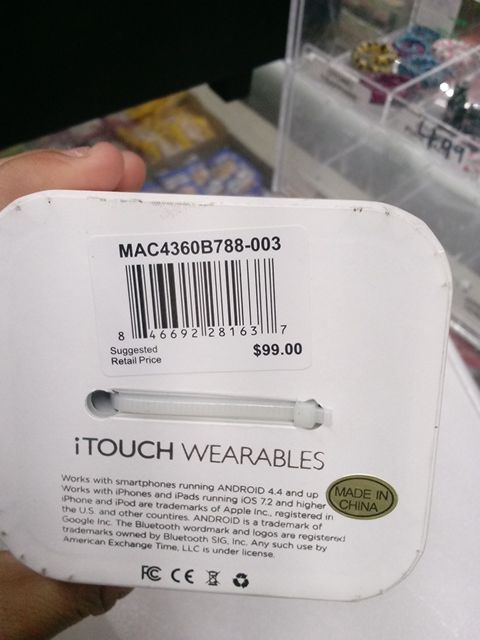 4.99
MAC4360B788-003
8 46692 28163 7
Suggested
Retail Price
$99.00
iTOUCH WEARABLES
Works with smartphones running ANDROID 4.4 and up
Works with iPhones and iPads running iOS 7.2 and higher
iPhone and iPod are trademarks of Apple Inc., registered in
the U.S. and other countires. ANDROID is a trademark of
Google Inc. The Bluetooth wordmark and logos are registered
trademarks owned by Bluetooth SIG, Inc. Any such use by
American Exchange Time, LLC is under license.
MADE IN
CHINA
FC CE